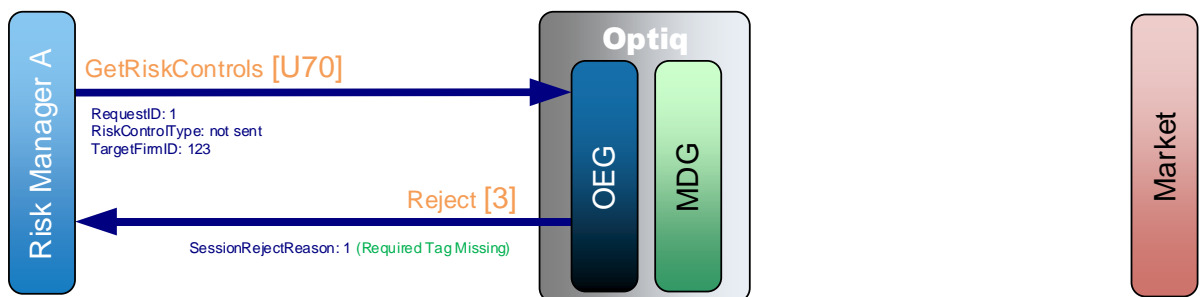 Risk Manager A
GetRiskControls [U70]
RequestID: 1
RiskControlType: not sent
TargetFirmID: 123
Reject [3]
SessionRejectReason: 1 (Required Tag Missing)
Optiq
OEG
MDG
Market